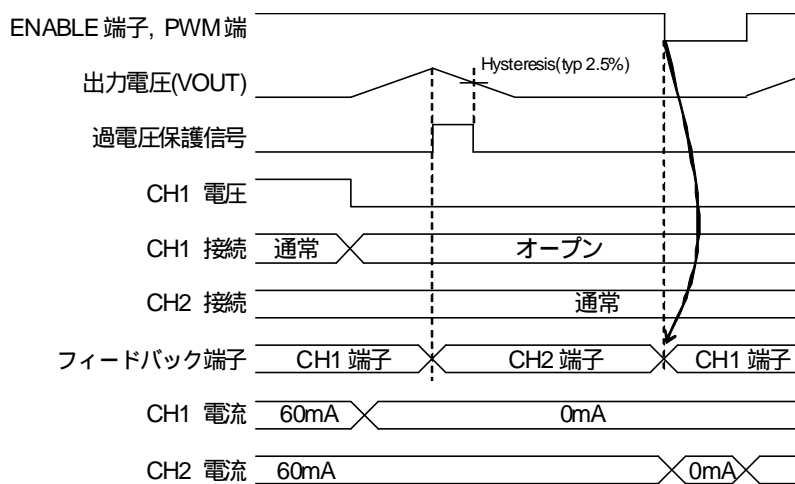 ENABLE 端子, PWM 端
Hysteresis(typ 2.5%)
出力電圧(VOUT)
過電圧保護信号
CH1 電圧
CH1 接続 通常 オープン
CH2 接続 通常
フィードバック端子 CH1 端子 CH2 端子 CH1 端子
CH1 電流 60mA 0mA
CH2 電流 60mA 0mA